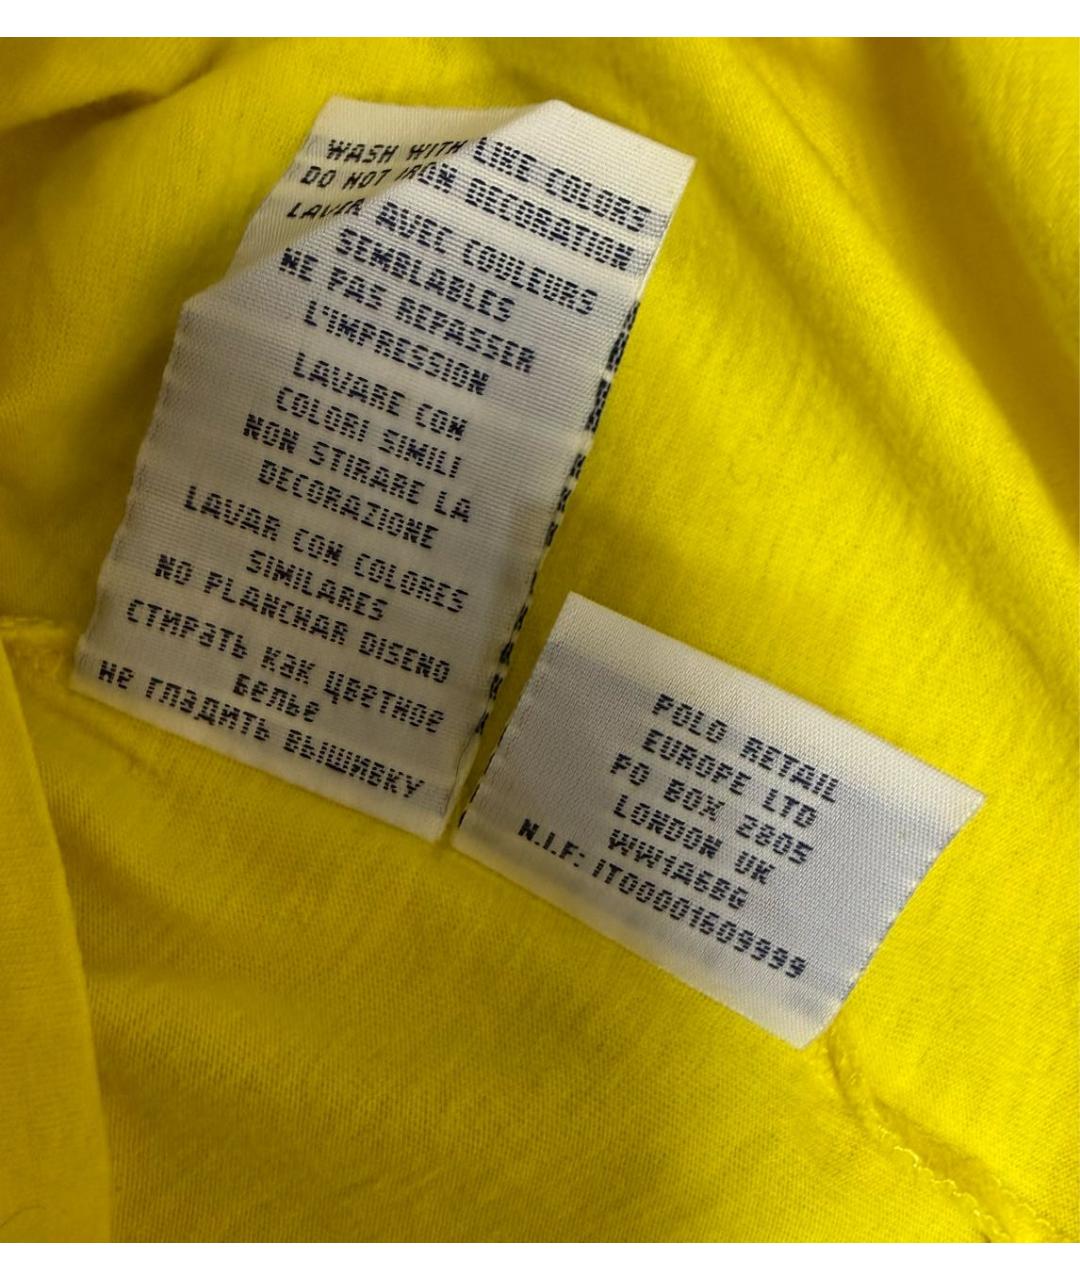 WASH WITH LIKE COLORS
DO NOT IRON DECORATION
LAVER AVEC COULEURS
SEMBLABLES
NE PAS REPASSER
L'IMPRESSION
LAVARE CON
COLORI SIMILI
NON STIRARE LA
DECORAZIONE
LAVAR CON COLORES
SIMILARES
NO PLANCHAR DISENO
СТИРАТЬ КАК ЦВЕТНОЕ
БЕЛЬЕ
НЕ ГЛАДИТЬ ВЫШИВКУ
POLO RETAIL
EUROPE LTD
PO BOX 2805
LONDON UK
WW1A6BG
N.I.F: IT00001609999